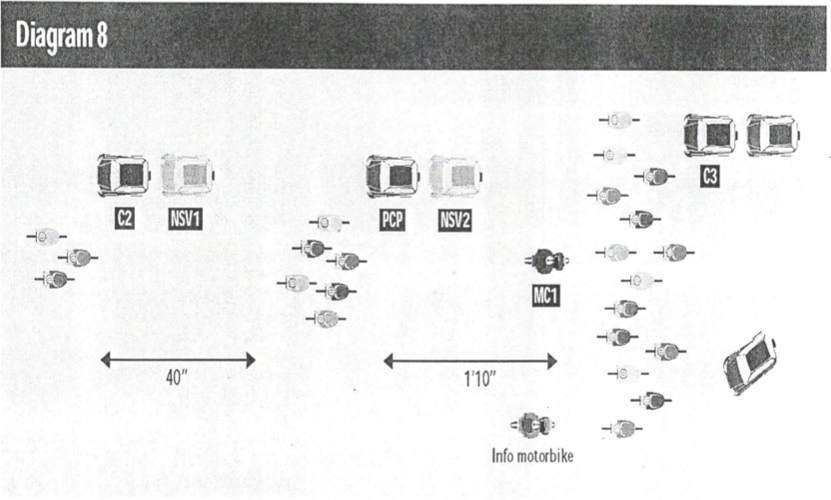 Diagram 8
C3
C2 NSV1 PCP NSV2
MC1
40” 1’10”
Info motorbike